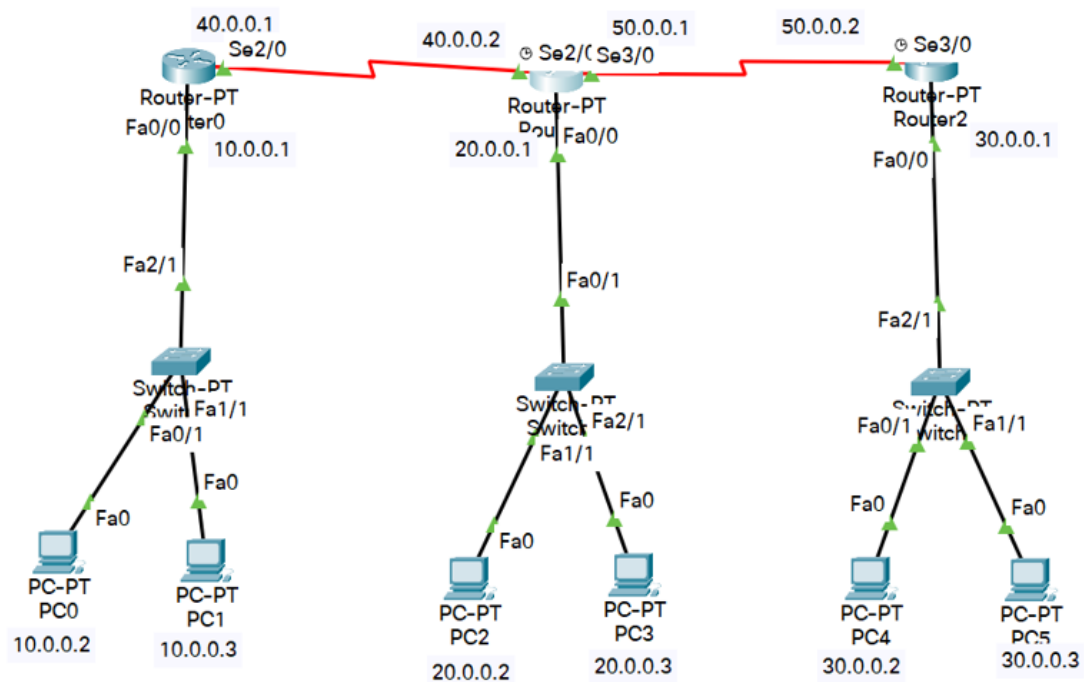 40.0.0.1
Se2/0
40.0.0.2
Se2/0
50.0.0.1
Se3/0
50.0.0.2
Se3/0
Router-PT
Fa0/0
10.0.0.1
Router-PT
20.0.0.1
Fa0/0
Router-PT
Router2
30.0.0.1
Fa0/0
Fa2/1
Fa0/1
Fa2/1
Switch-PT
Fa1/1
Fa0/1
Switch-PT
Switch
Fa2/1
Fa1/1
Switch-PT
Fa0/1
Fa1/1
Fa0
Fa0
Fa0
Fa0
Fa0
Fa0
PC-PT
PC0
10.0.0.2
PC-PT
PC1
10.0.0.3
PC-PT
PC2
20.0.0.2
PC-PT
PC3
20.0.0.3
PC-PT
PC4
30.0.0.2
PC-PT
PC5
30.0.0.3